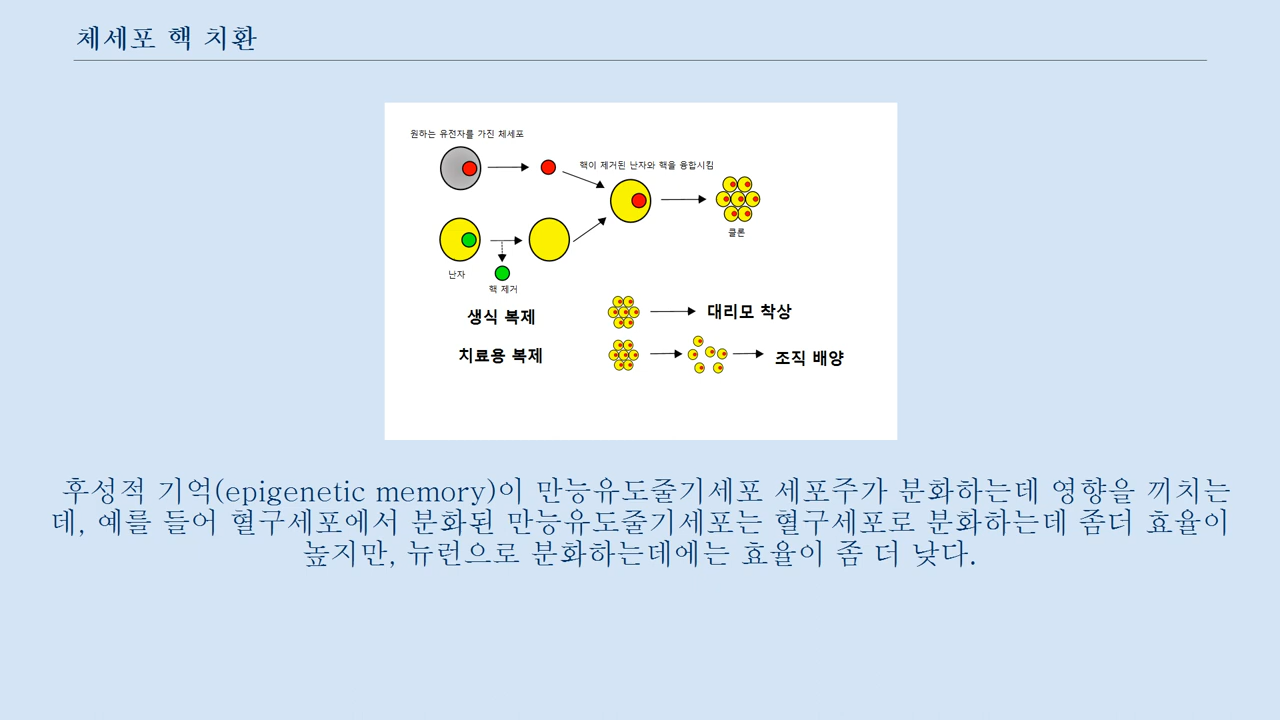 체세포 핵 치환
원하는 유전자를 가진 체세포
핵이 제거된 난자와 핵을 융합시킴
클론
난자
핵 제거
생식 복제
대리모 착상
치료용 복제
조직 배양
후성적 기억(epigenetic memory)이 만능유도줄기세포 세포주가 분화하는데 영향을 끼치는
데, 예를 들어 혈구세포에서 분화된 만능유도줄기세포는 혈구세포로 분화하는데 좀더 효율이
높지만, 뉴런으로 분화하는데에는 효율이 좀 더 낮다.